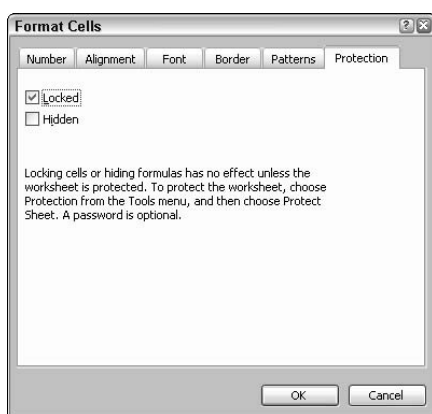 Format Cells
Number Alignment Font Border Patterns Protection
Locked
Hidden
Locking cells or hiding formulas has no effect unless the
worksheet is protected. To protect the worksheet, choose
Protection from the Tools menu, and then choose Protect
Sheet. A password is optional.
OK Cancel